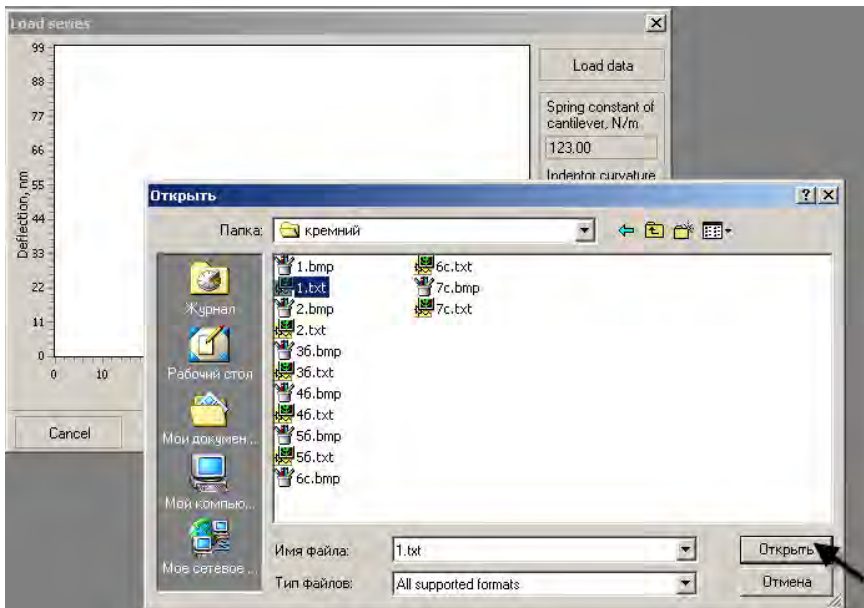 Load series
99
88
77
66
55
44
33
22
11
0
Deflection, nm
0 10
Load data
Spring constant of
cantilever, N/m
123.00
Indentor curvature
Cancel
Открыть
Папка: кремний
Журнал
Рабочий стол
Мои докумен...
Мой компью...
Мое сетевое ...
1.bmp
1.txt
2.bmp
2.txt
3б.bmp
3б.txt
4б.bmp
4б.txt
5б.bmp
5б.txt
6c.bmp
6c.txt
7c.bmp
7c.txt
Имя файла: 1.txt
Открыть
Тип файлов: All supported formats
Отмена